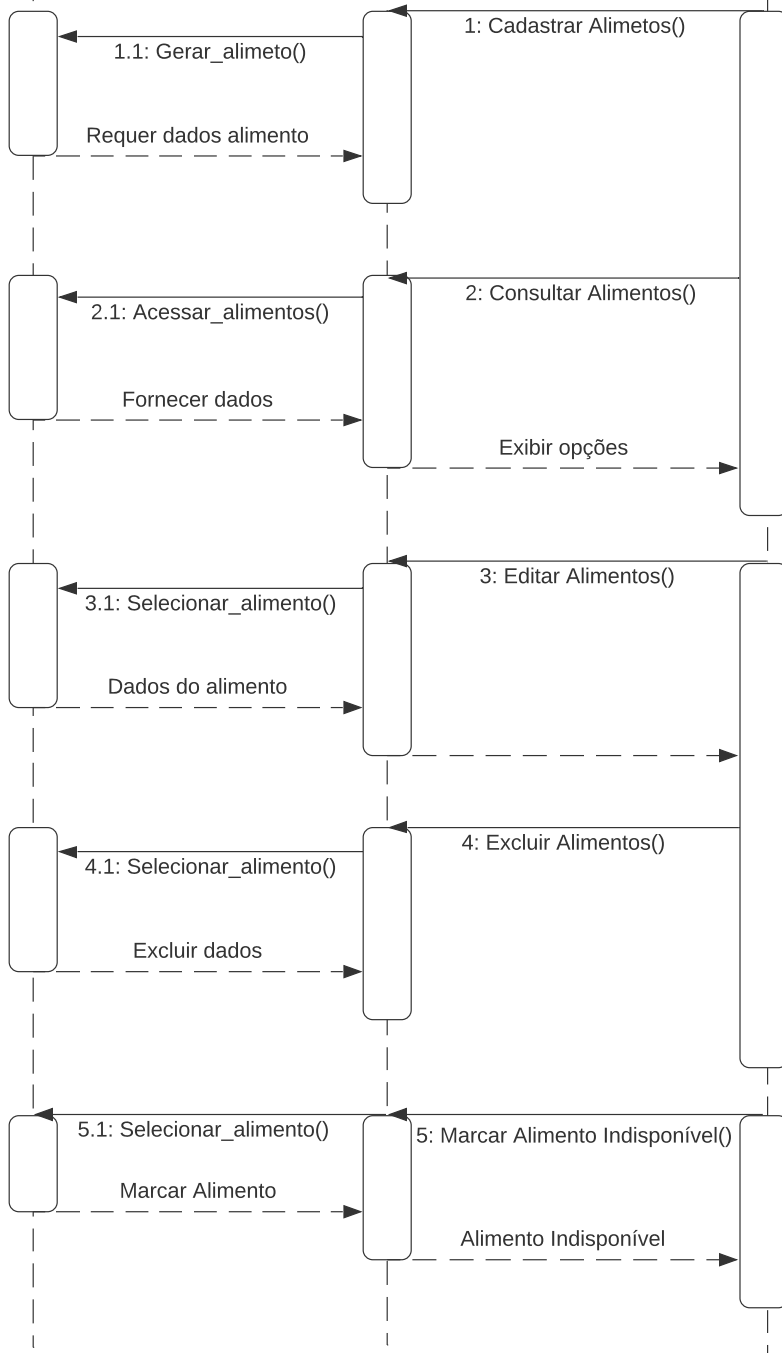 1: Cadastrar Alimetos()
1.1: Gerar_alimeto()
Requer dados alimento
2: Consultar Alimentos()
2.1: Acessar_alimentos()
Fornecer dados
Exibir opções
3: Editar Alimentos()
3.1: Selecionar_alimento()
Dados do alimento
4: Excluir Alimentos()
4.1: Selecionar_alimento()
Excluir dados
5.1: Selecionar_alimento()
5: Marcar Alimento Indisponível()
Marcar Alimento
Alimento Indisponível